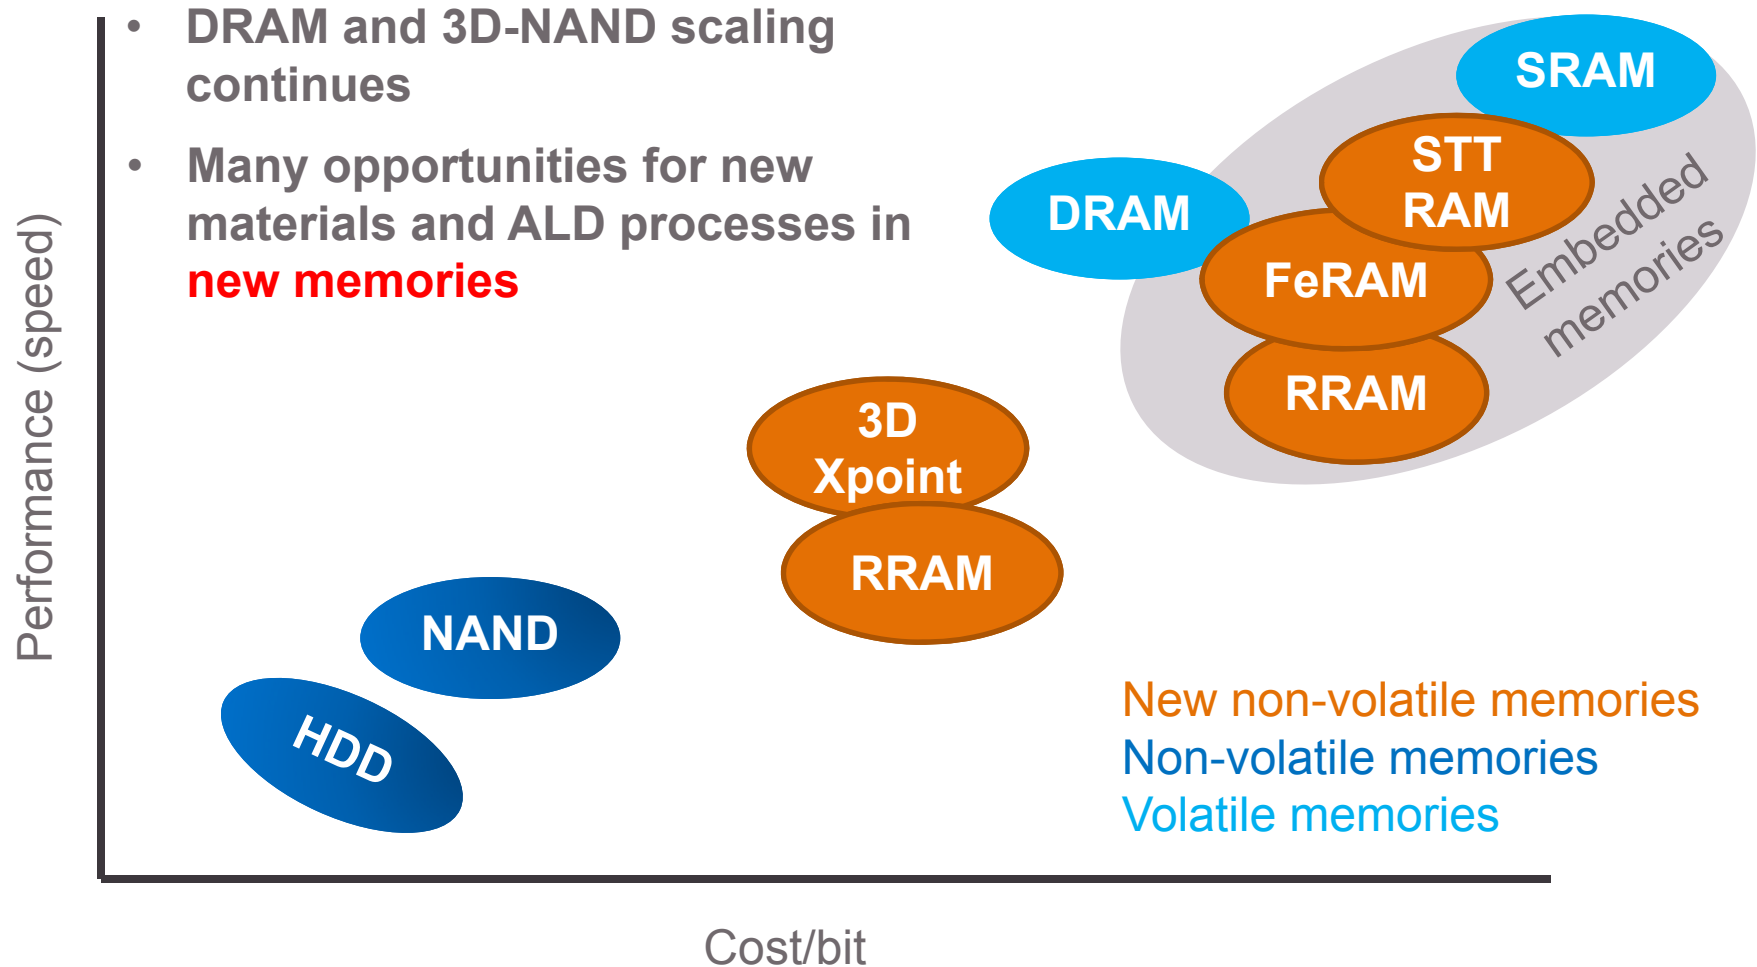 • DRAM and 3D-NAND scaling
continues
• Many opportunities for new
materials and ALD processes in
new memories
SRAM
STT
RAM
DRAM
FeRAM
RRAM
Embedded
memories
3D
Xpoint
RRAM
NAND
HDD
New non-volatile memories
Non-volatile memories
Volatile memories
Performance (speed)
Cost/bit